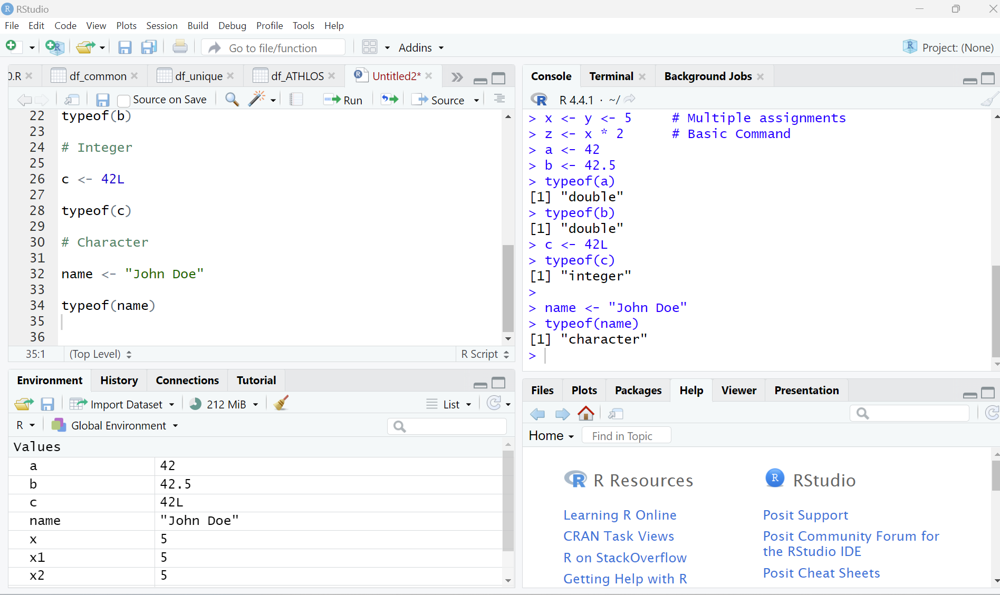 RStudio
File Edit Code View Plots Session Build Debug Profile Tools Help
Go to file/function Addins Project: (None)
0.R df_common df_unique df_ATHLOS Untitled2*
Source on Save Run Source
22 typeof(b)
23
24 # Integer
25
26 c <- 42L
27
28 typeof(c)
29
30 # Character
31
32 name <- "John Doe"
33
34 typeof(name)
35
36
35:1 (Top Level) R Script
Console Terminal Background Jobs
R 4.4.1 · ~/
> x <- y <- 5     # Multiple assignments
> z <- x * 2      # Basic Command
> a <- 42
> b <- 42.5
> typeof(a)
[1] "double"
> typeof(b)
[1] "double"
> c <- 42L
> typeof(c)
[1] "integer"
>
> name <- "John Doe"
> typeof(name)
[1] "character"
>
Environment History Connections Tutorial
Import Dataset 212 MiB List
R Global Environment
Values
a 42
b 42.5
c 42L
name "John Doe"
x 5
x1 5
x2 5
Files Plots Packages Help Viewer Presentation
Home Find in Topic
R Resources
Learning R Online
CRAN Task Views
R on StackOverflow
Getting Help with R
RStudio
Posit Support
Posit Community Forum for
the RStudio IDE
Posit Cheat Sheets